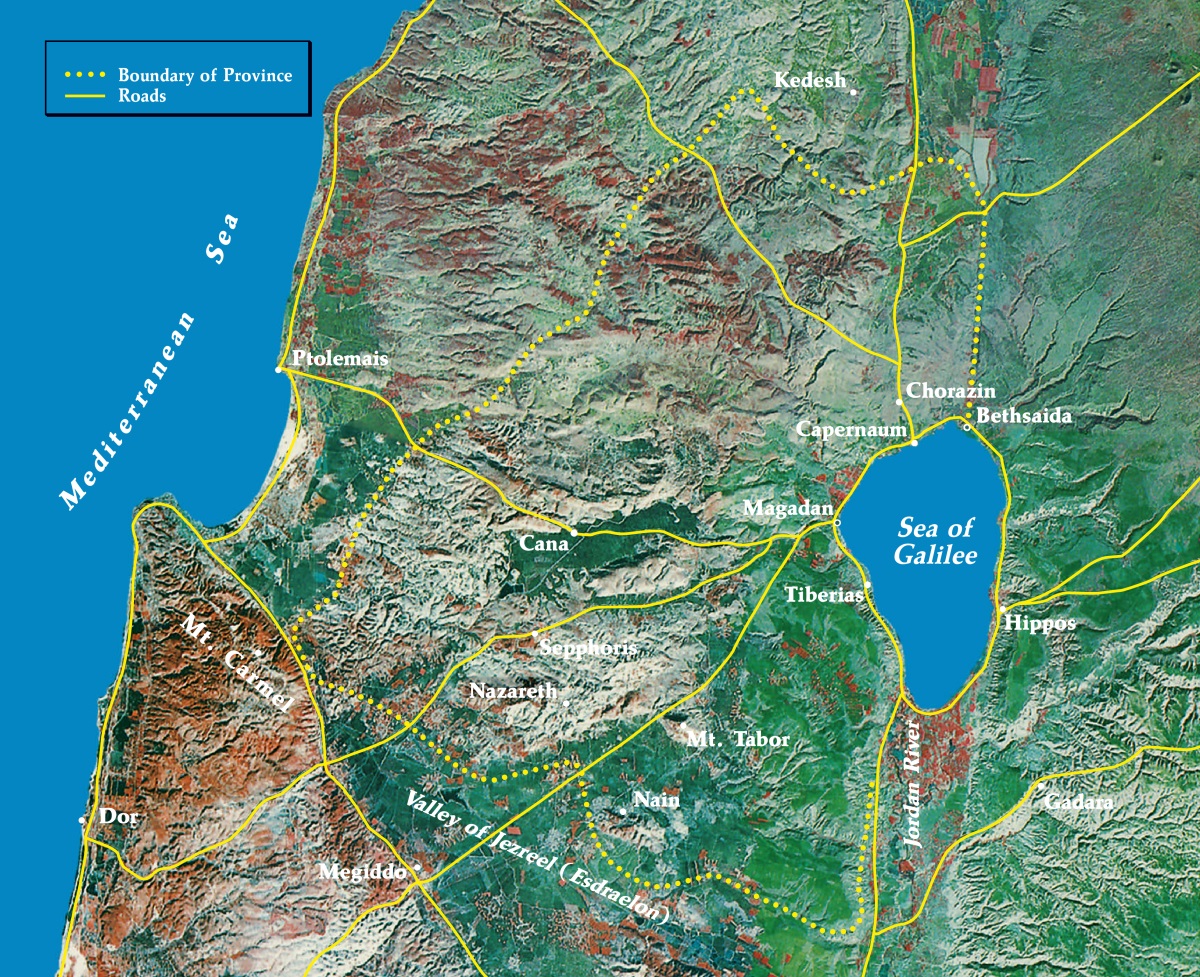 Boundary of Province
Roads
Kedesh
Mediterranean Sea
Ptolemais
Chorazin
Bethsaida
Capernaum
Magadan
Sea of
Galilee
Cana
Tiberias
Hippos
Mt. Carmel
Sepphoris
Nazareth
Mt. Tabor
Jordan River
Nain
Gadara
Dor
Valley of Jezreel (Esdraelon)
Megiddo